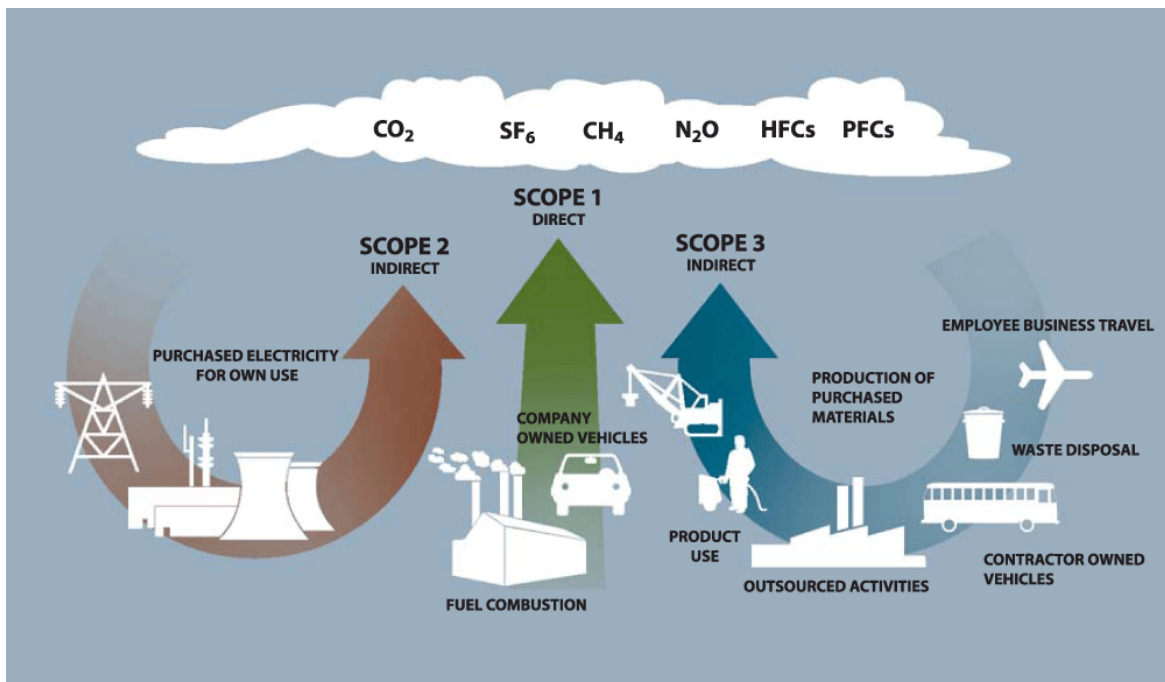 CO₂ SF₆ CH₄ N₂O HFCs PFCs
SCOPE 1
DIRECT
SCOPE 2
INDIRECT
SCOPE 3
INDIRECT
PURCHASED ELECTRICITY
FOR OWN USE
COMPANY
OWNED VEHICLES
FUEL COMBUSTION
EMPLOYEE BUSINESS TRAVEL
PRODUCTION OF
PURCHASED
MATERIALS
WASTE DISPOSAL
PRODUCT
USE
OUTSOURCED ACTIVITIES
CONTRACTOR OWNED
VEHICLES